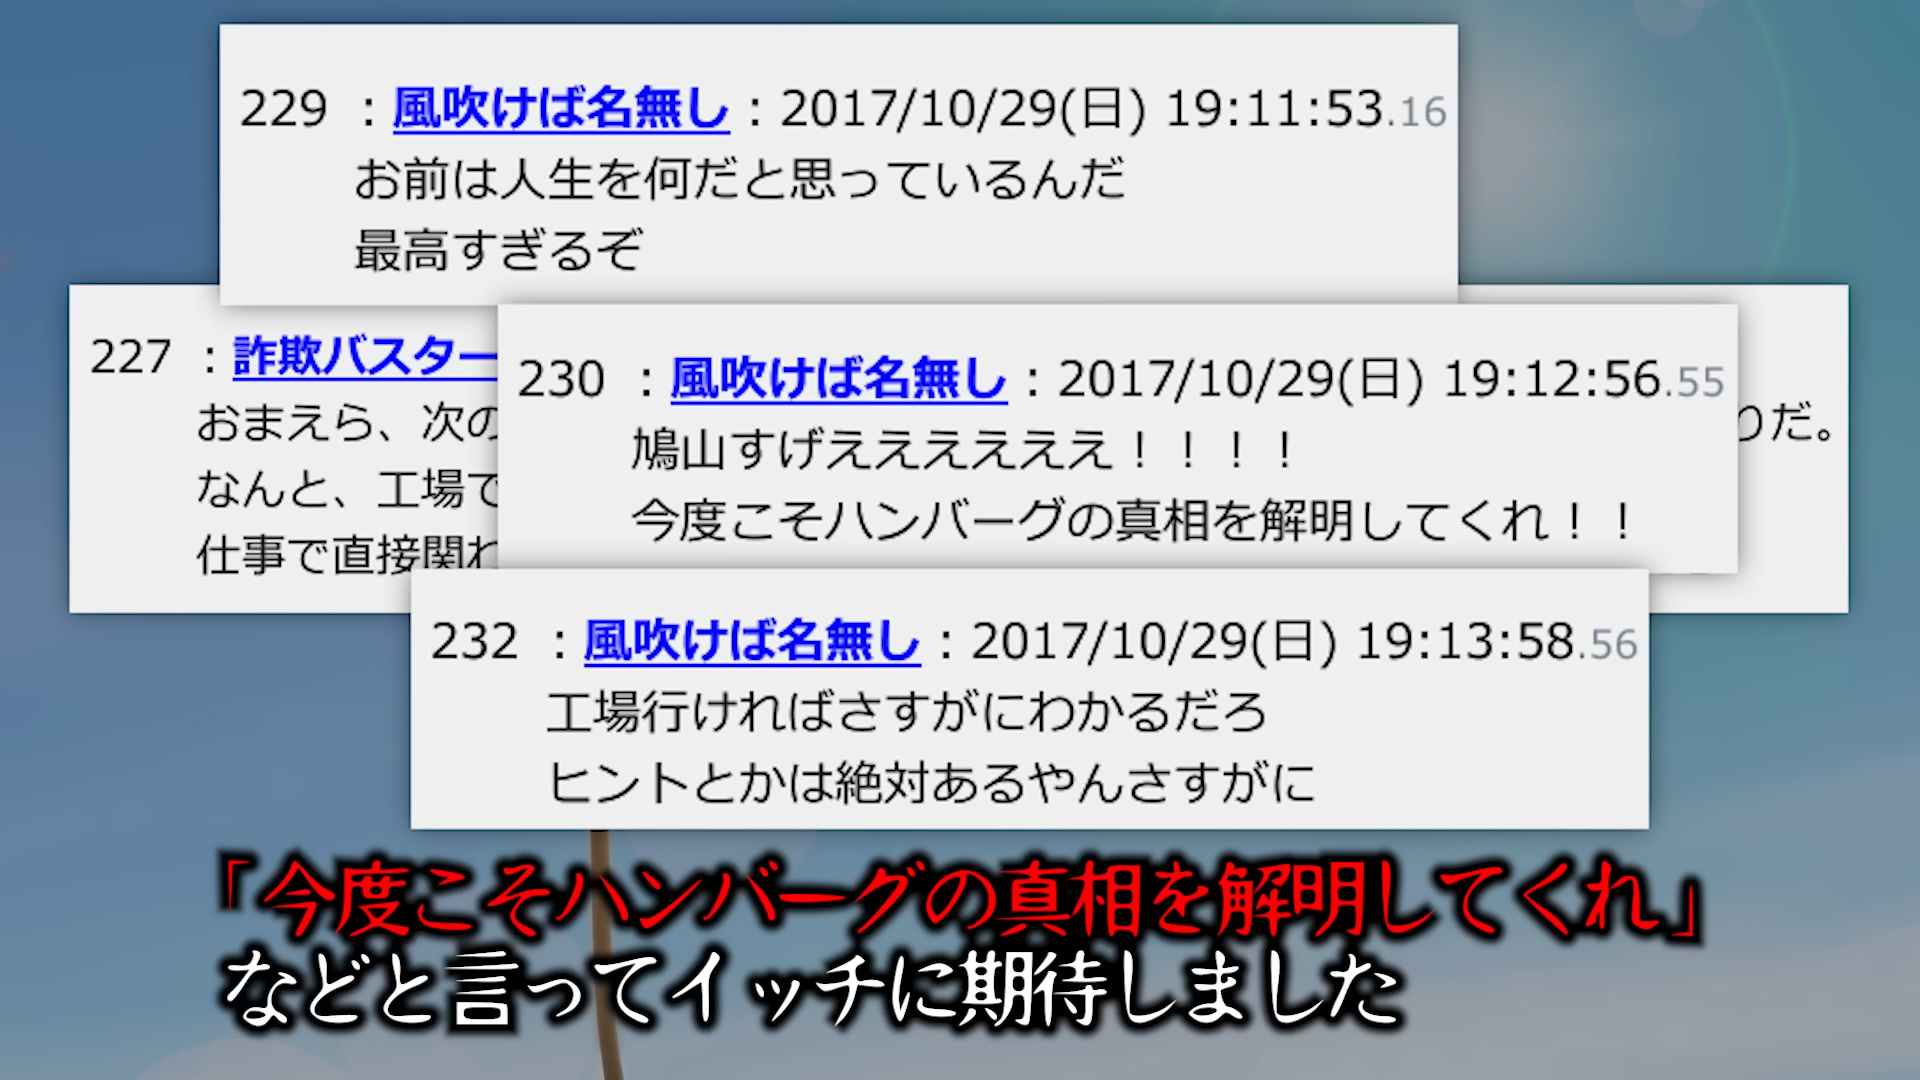 229 ：風吹けば名無し：2017/10/29(日) 19:11:53.16
お前は人生を何だと思っているんだ
最高すぎるぞ
227 ：詐欺バスター
おまえら、次の
りだ。
なんと、工場で
仕事で直接関わ
230 ：風吹けば名無し：2017/10/29(日) 19:12:56.55
鳩山すげええええええ！！！！
今度こそハンバーグの真相を解明してくれ！！
232 ：風吹けば名無し：2017/10/29(日) 19:13:58.56
工場行ければさすがにわかるだろ
ヒントとかは絶対あるやんさすがに
「今度こそハンバーグの真相を解明してくれ」
などと言ってイッチに期待しました